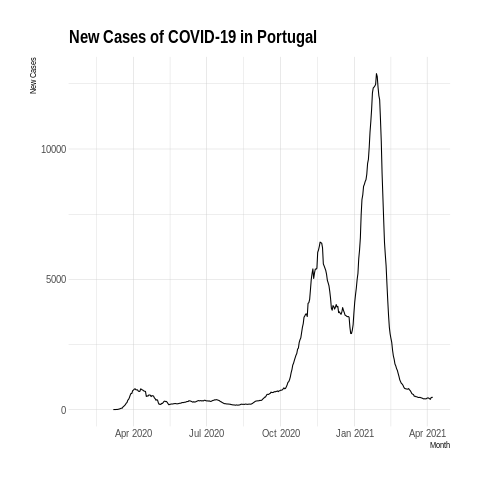 New Cases of COVID-19 in Portugal
New Cases
10000
5000
0
Apr 2020 Jul 2020 Oct 2020 Jan 2021 Apr 2021
Month